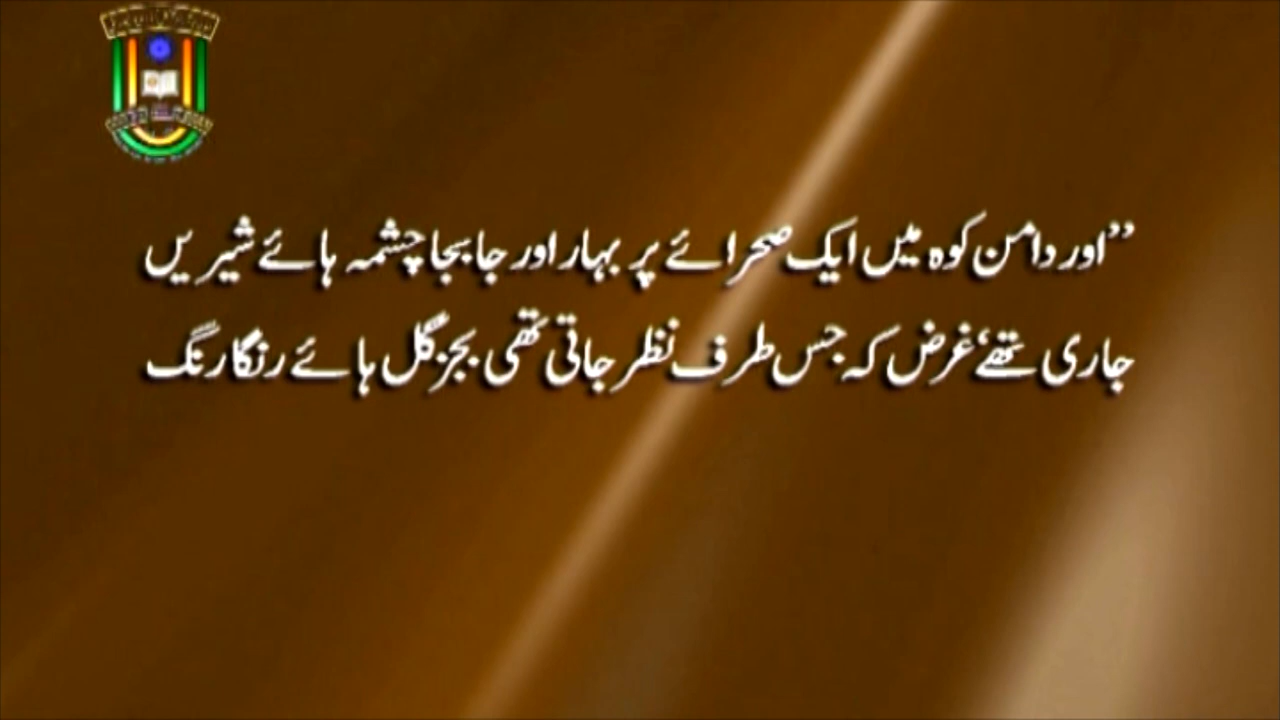 ”اور دامن کوہ میں ایک صحرائے پر بہار اور جا بجا چشمہ ہائے شیریں
جاری تھے‘ غرض کہ جس طرف نظر جاتی تھی بجز گل ہائے رنگا رنگ